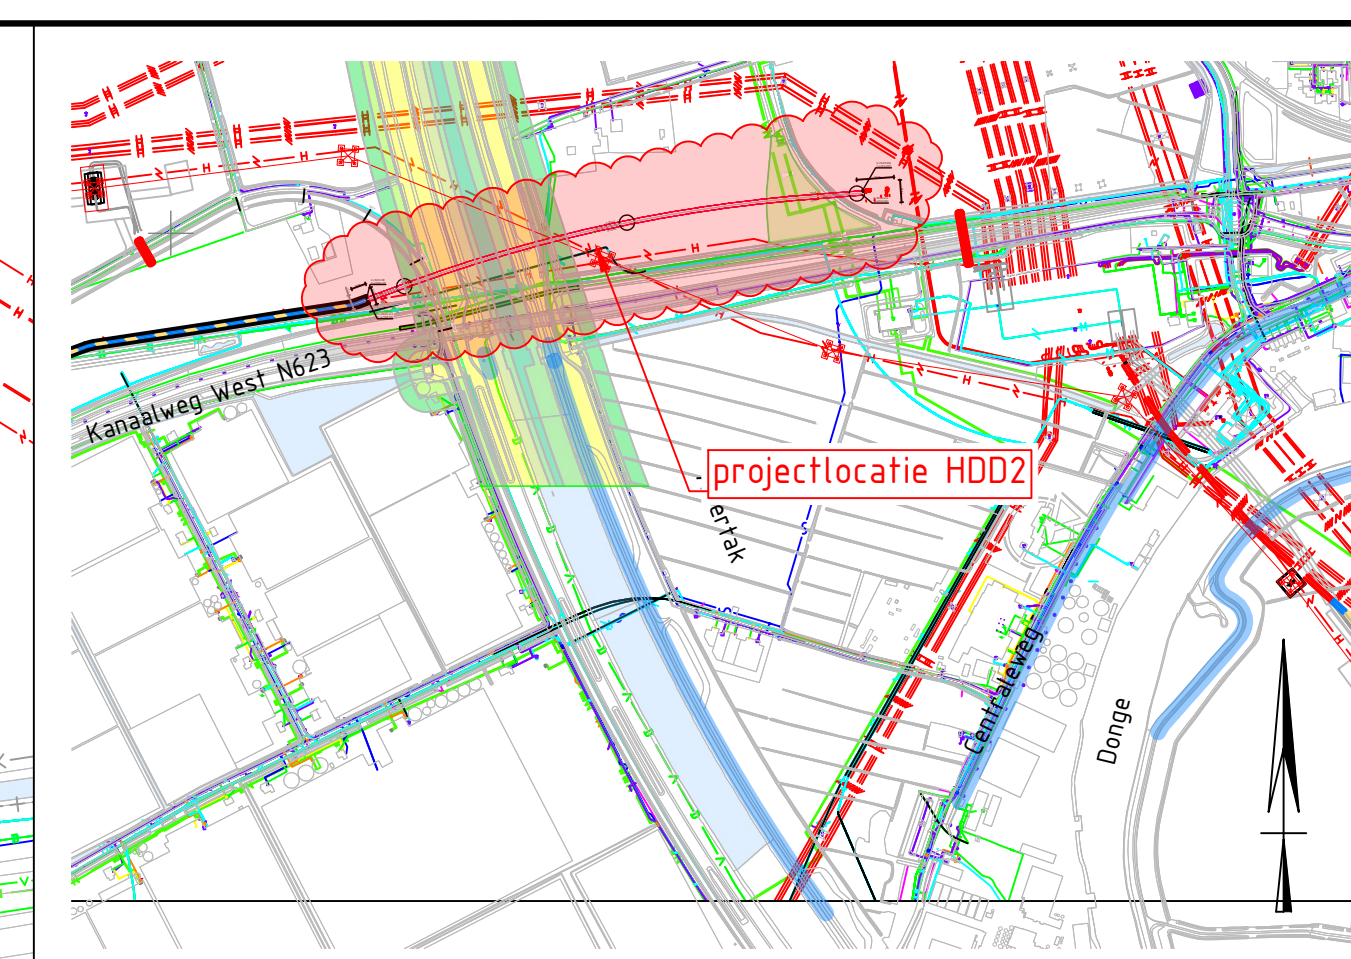 Kanaalweg West N623
projectlocatie HDD2
ertak
Centraleweg
Donge